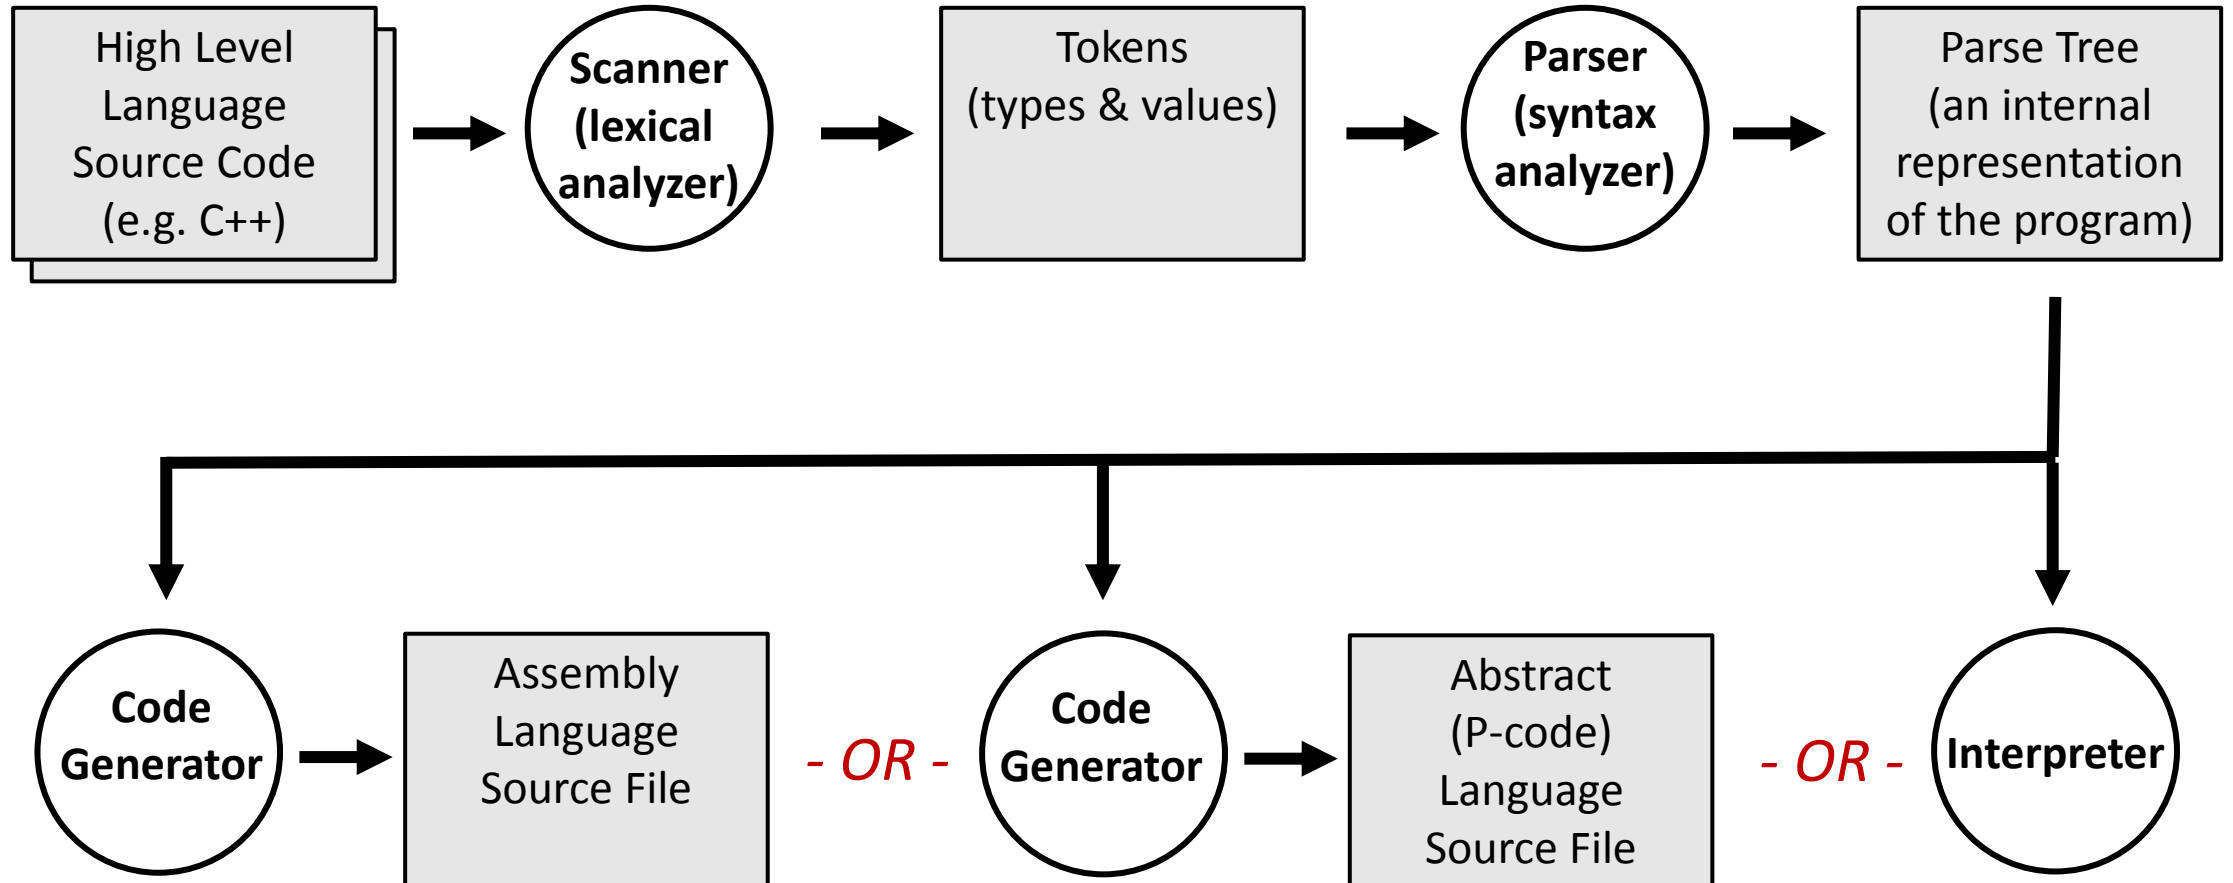 High Level
Language
Source Code
(e.g. C++)
Scanner
(lexical
analyzer)
Tokens
(types & values)
Parser
(syntax
analyzer)
Parse Tree
(an internal
representation
of the program)
Code
Generator
Assembly
Language
Source File
- OR -
Code
Generator
Abstract
(P-code)
Language
Source File
- OR -
Interpreter